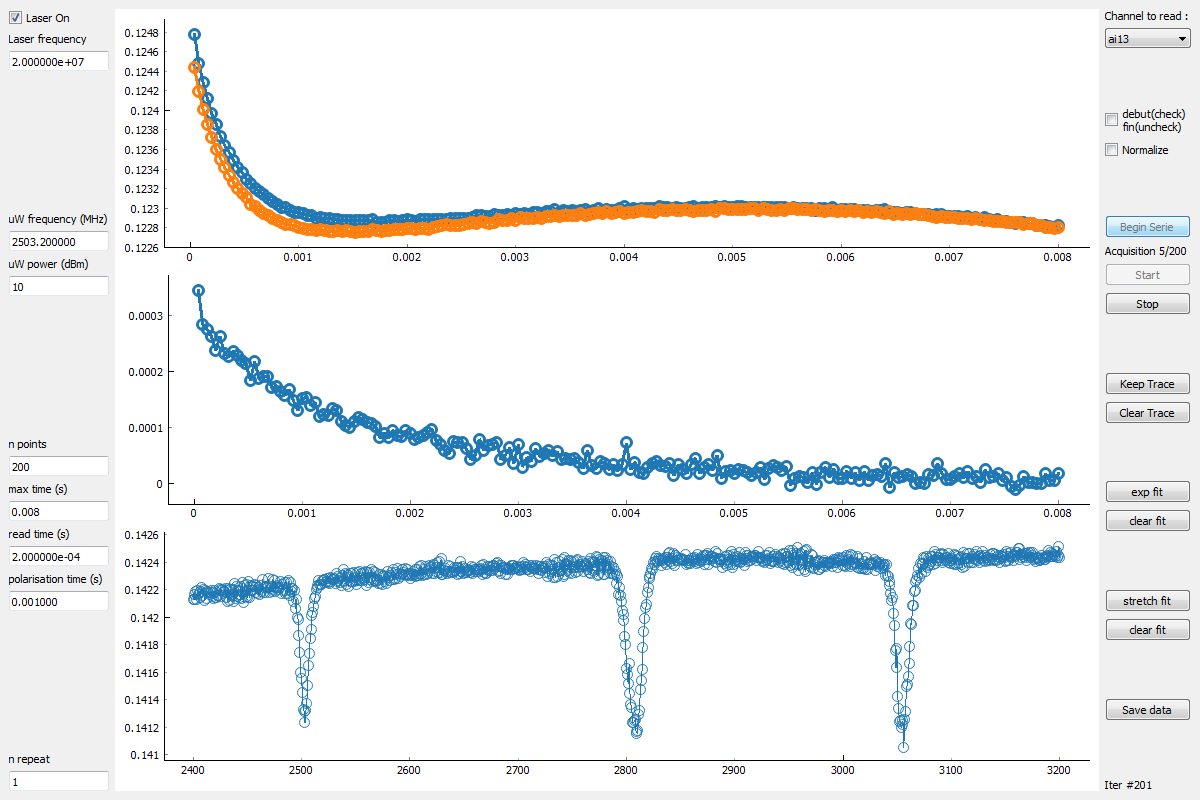 Laser On
Laser frequency
2.000000e+07
uW frequency (MHz)
2503.200000
uW power (dBm)
10
n points
200
max time (s)
0.008
read time (s)
2.000000e-04
polarisation time (s)
0.001000
n repeat
1
0.1248
0.1246
0.1244
0.1242
0.124
0.1238
0.1236
0.1234
0.1232
0.123
0.1228
0.1226
0 0.001 0.002 0.003 0.004 0.005 0.006 0.007 0.008
0.0003
0.0002
0.0001
0
0 0.001 0.002 0.003 0.004 0.005 0.006 0.007 0.008
0.1426
0.1424
0.1422
0.142
0.1418
0.1416
0.1414
0.1412
0.141
2400 2500 2600 2700 2800 2900 3000 3100 3200
Channel to read :
ai13
debut(check)
fin(uncheck)
Normalize
Begin Serie
Acquisition 5/200
Start
Stop
Keep Trace
Clear Trace
exp fit
clear fit
stretch fit
clear fit
Save data
Iter #201